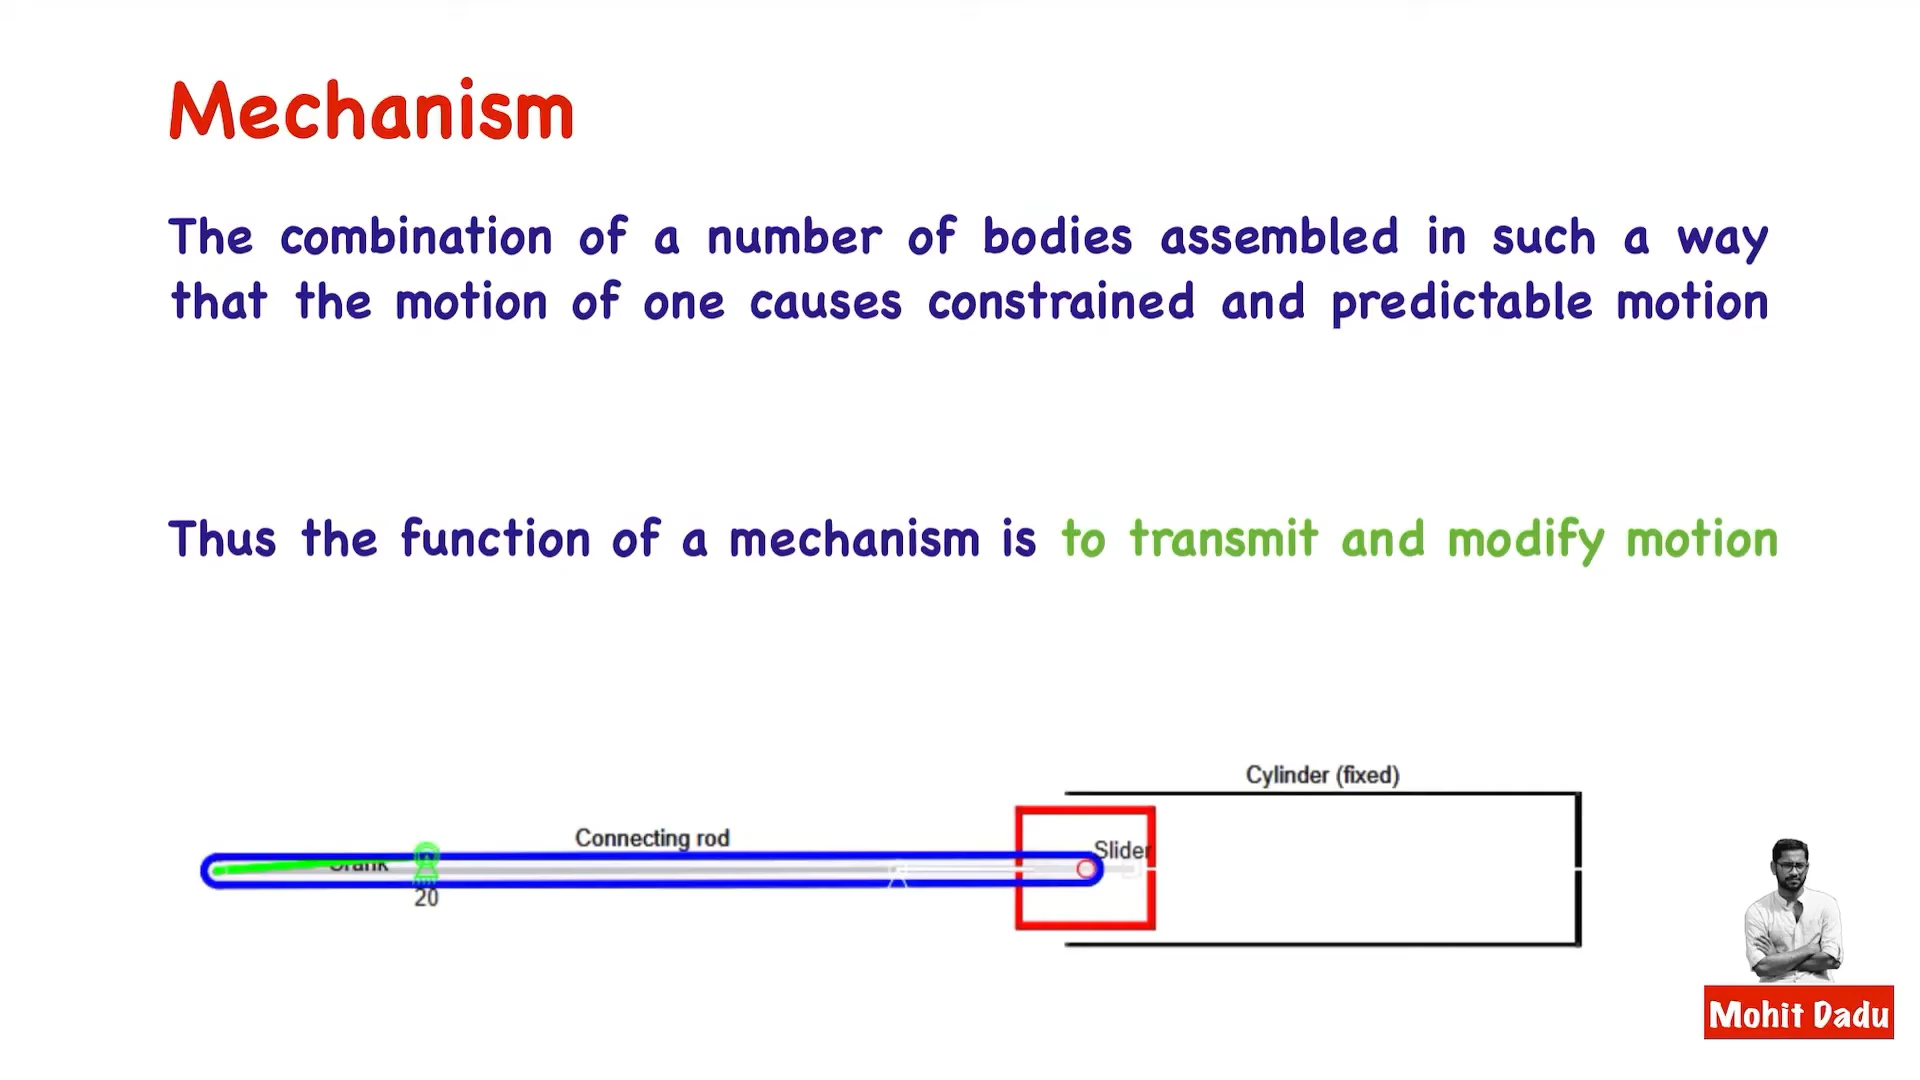 Mechanism
The combination of a number of bodies assembled in such a way
that the motion of one causes constrained and predictable motion
Thus the function of a mechanism is to transmit and modify motion
Cylinder (fixed)
Connecting rod
Slider
Crank
20
Mohit Dadu